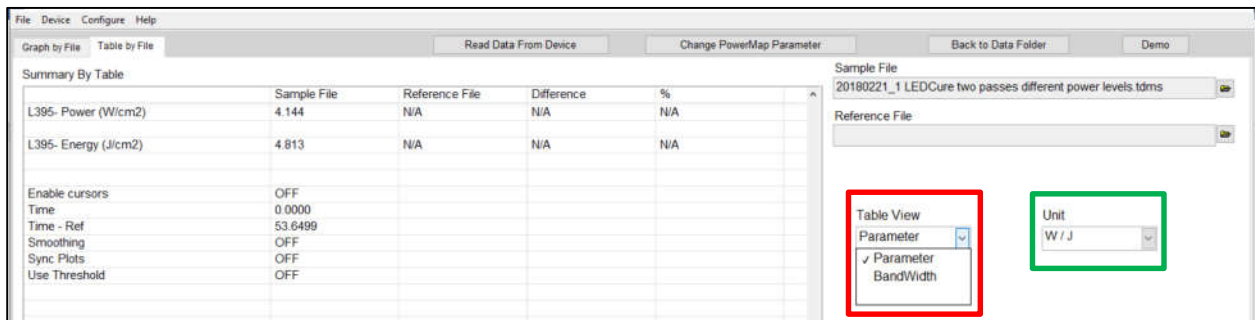 File Device Configure Help
Graph by File Table by File Read Data From Device Change PowerMap Parameter Back to Data Folder Demo
Summary By Table
Sample File Reference File Difference %
L395- Power (W/cm2) 4.144 N/A N/A N/A
L395- Energy (J/cm2) 4.813 N/A N/A N/A
Enable cursors OFF
Time 0.0000
Time - Ref 53.6499
Smoothing OFF
Sync Plots OFF
Use Threshold OFF
Sample File
20180221_1 LEDCure two passes different power levels.tdms
Reference File
Table View
Parameter
✓ Parameter
BandWidth
Unit
W / J